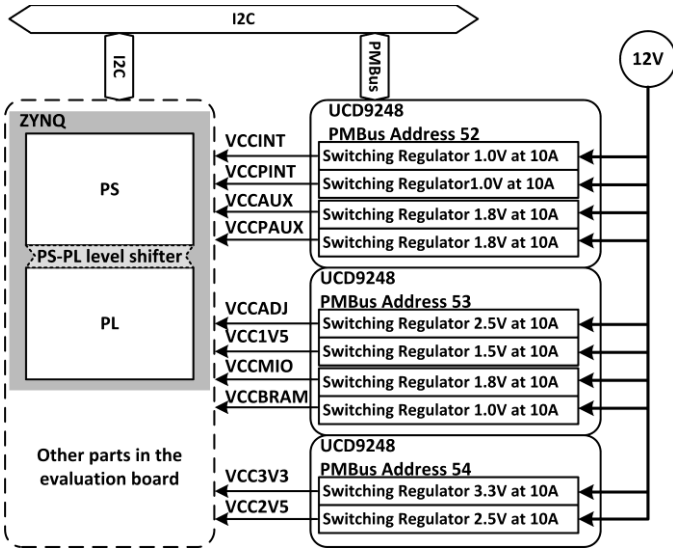 I2C
I2C
PMBus
12V
ZYNQ
PS
PS-PL level shifter
PL
Other parts in the
evaluation board
UCD9248
PMBus Address 52
VCCINT
Switching Regulator 1.0V at 10A
VCCPINT
Switching Regulator1.0V at 10A
VCCAUX
Switching Regulator 1.8V at 10A
VCCPAUX
Switching Regulator 1.8V at 10A
UCD9248
PMBus Address 53
VCCADJ
Switching Regulator 2.5V at 10A
VCC1V5
Switching Regulator 1.5V at 10A
VCCMIO
Switching Regulator 1.8V at 10A
VCCBRAM
Switching Regulator 1.0V at 10A
UCD9248
PMBus Address 54
VCC3V3
Switching Regulator 3.3V at 10A
VCC2V5
Switching Regulator 2.5V at 10A